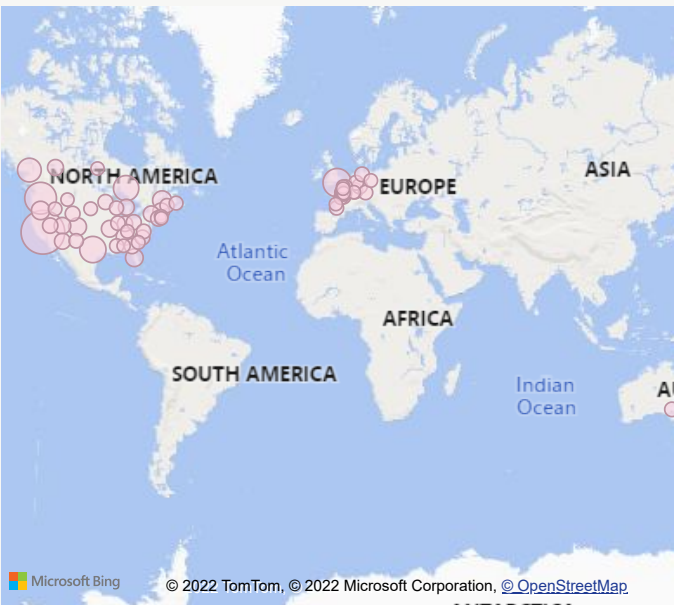 NORTH AMERICA
EUROPE
ASIA
Atlantic
Ocean
AFRICA
SOUTH AMERICA
Indian
Ocean
Microsoft Bing
© 2022 TomTom, © 2022 Microsoft Corporation, © OpenStreetMap